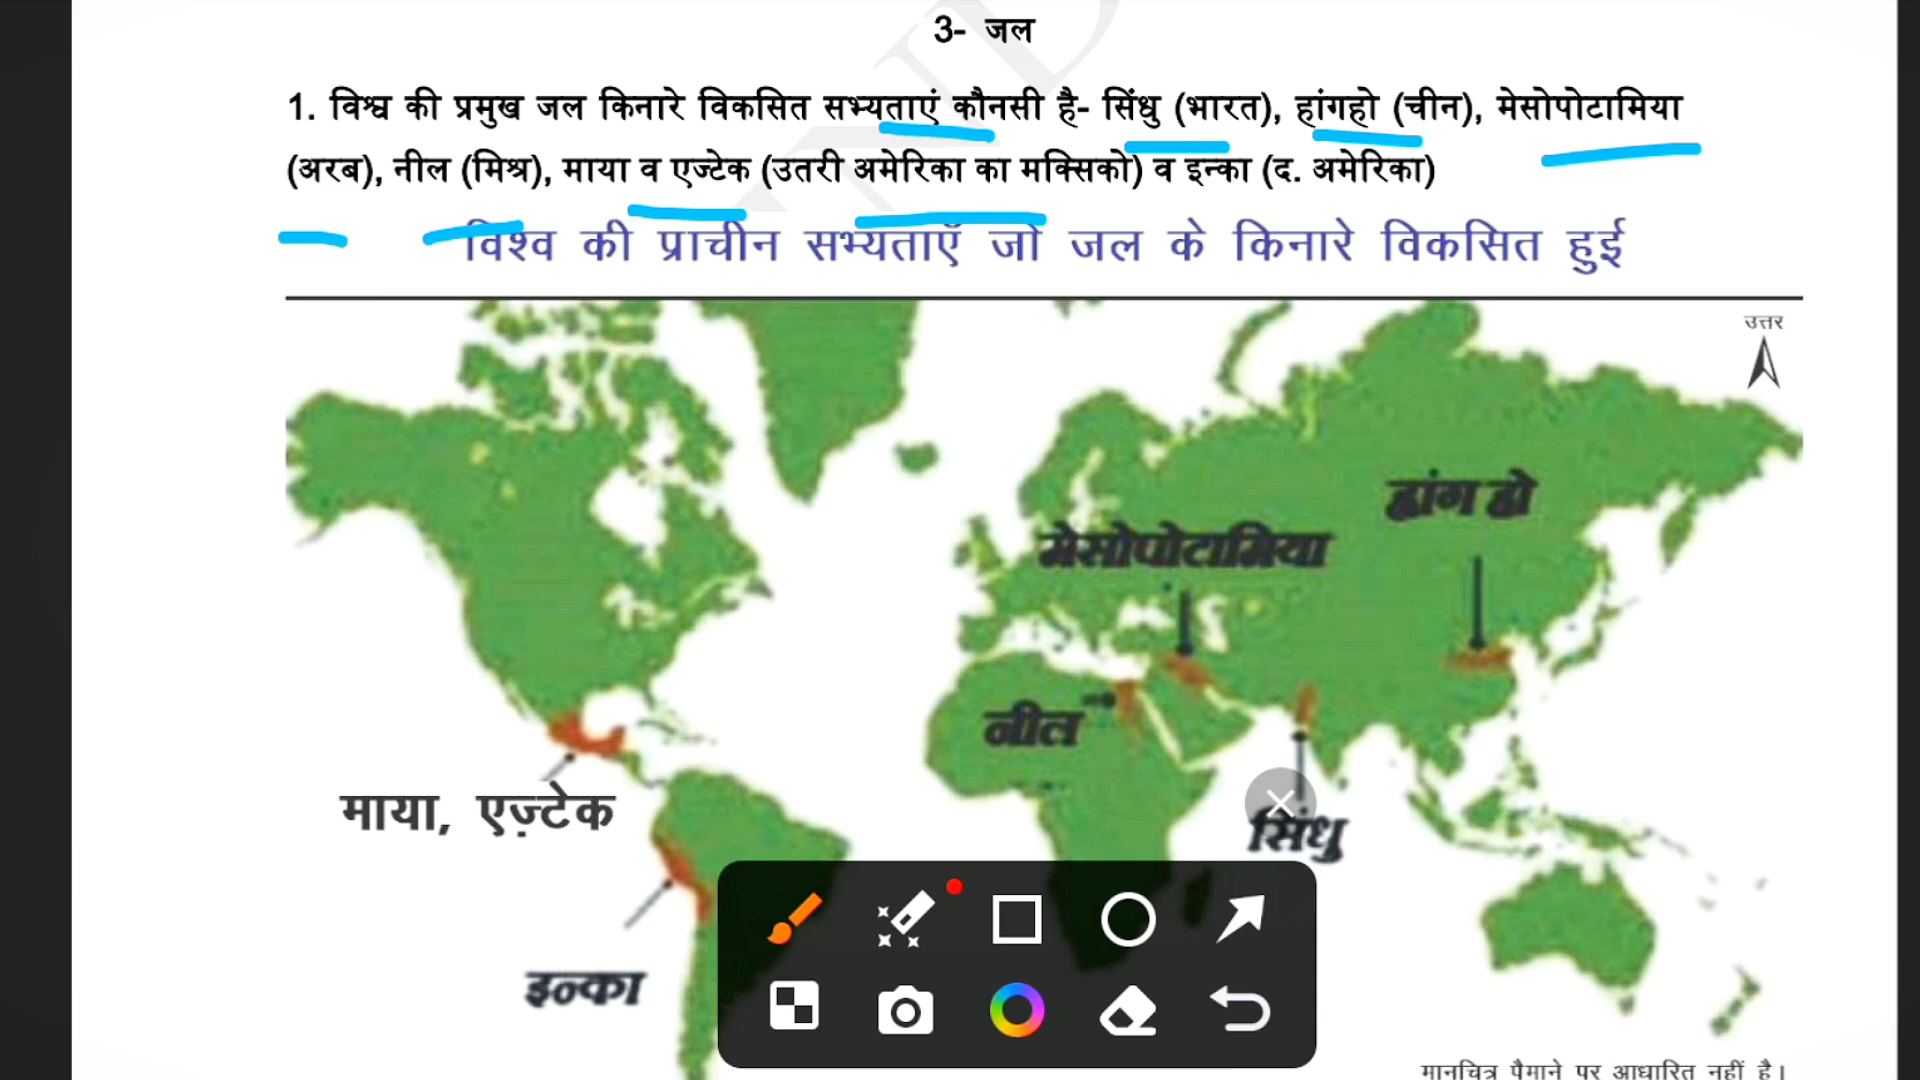 3- जल
1. विश्व की प्रमुख जल किनारे विकसित सभ्यताएं कौनसी है- सिंधु (भारत), हांगहो (चीन), मेसोपोटामिया
(अरब), नील (मिश्र), माया व एज्टेक (उतरी अमेरिका का मक्सिको) व इन्का (द. अमेरिका)
विश्व की प्राचीन सभ्यताएँ जो जल के किनारे विकसित हुई
उत्तर
हांग हो
मेसोपोटामिया
नील
माया, एज़्टेक
सिंधु
इन्का
मानचित्र पैमाने पर आधारित नहीं है।